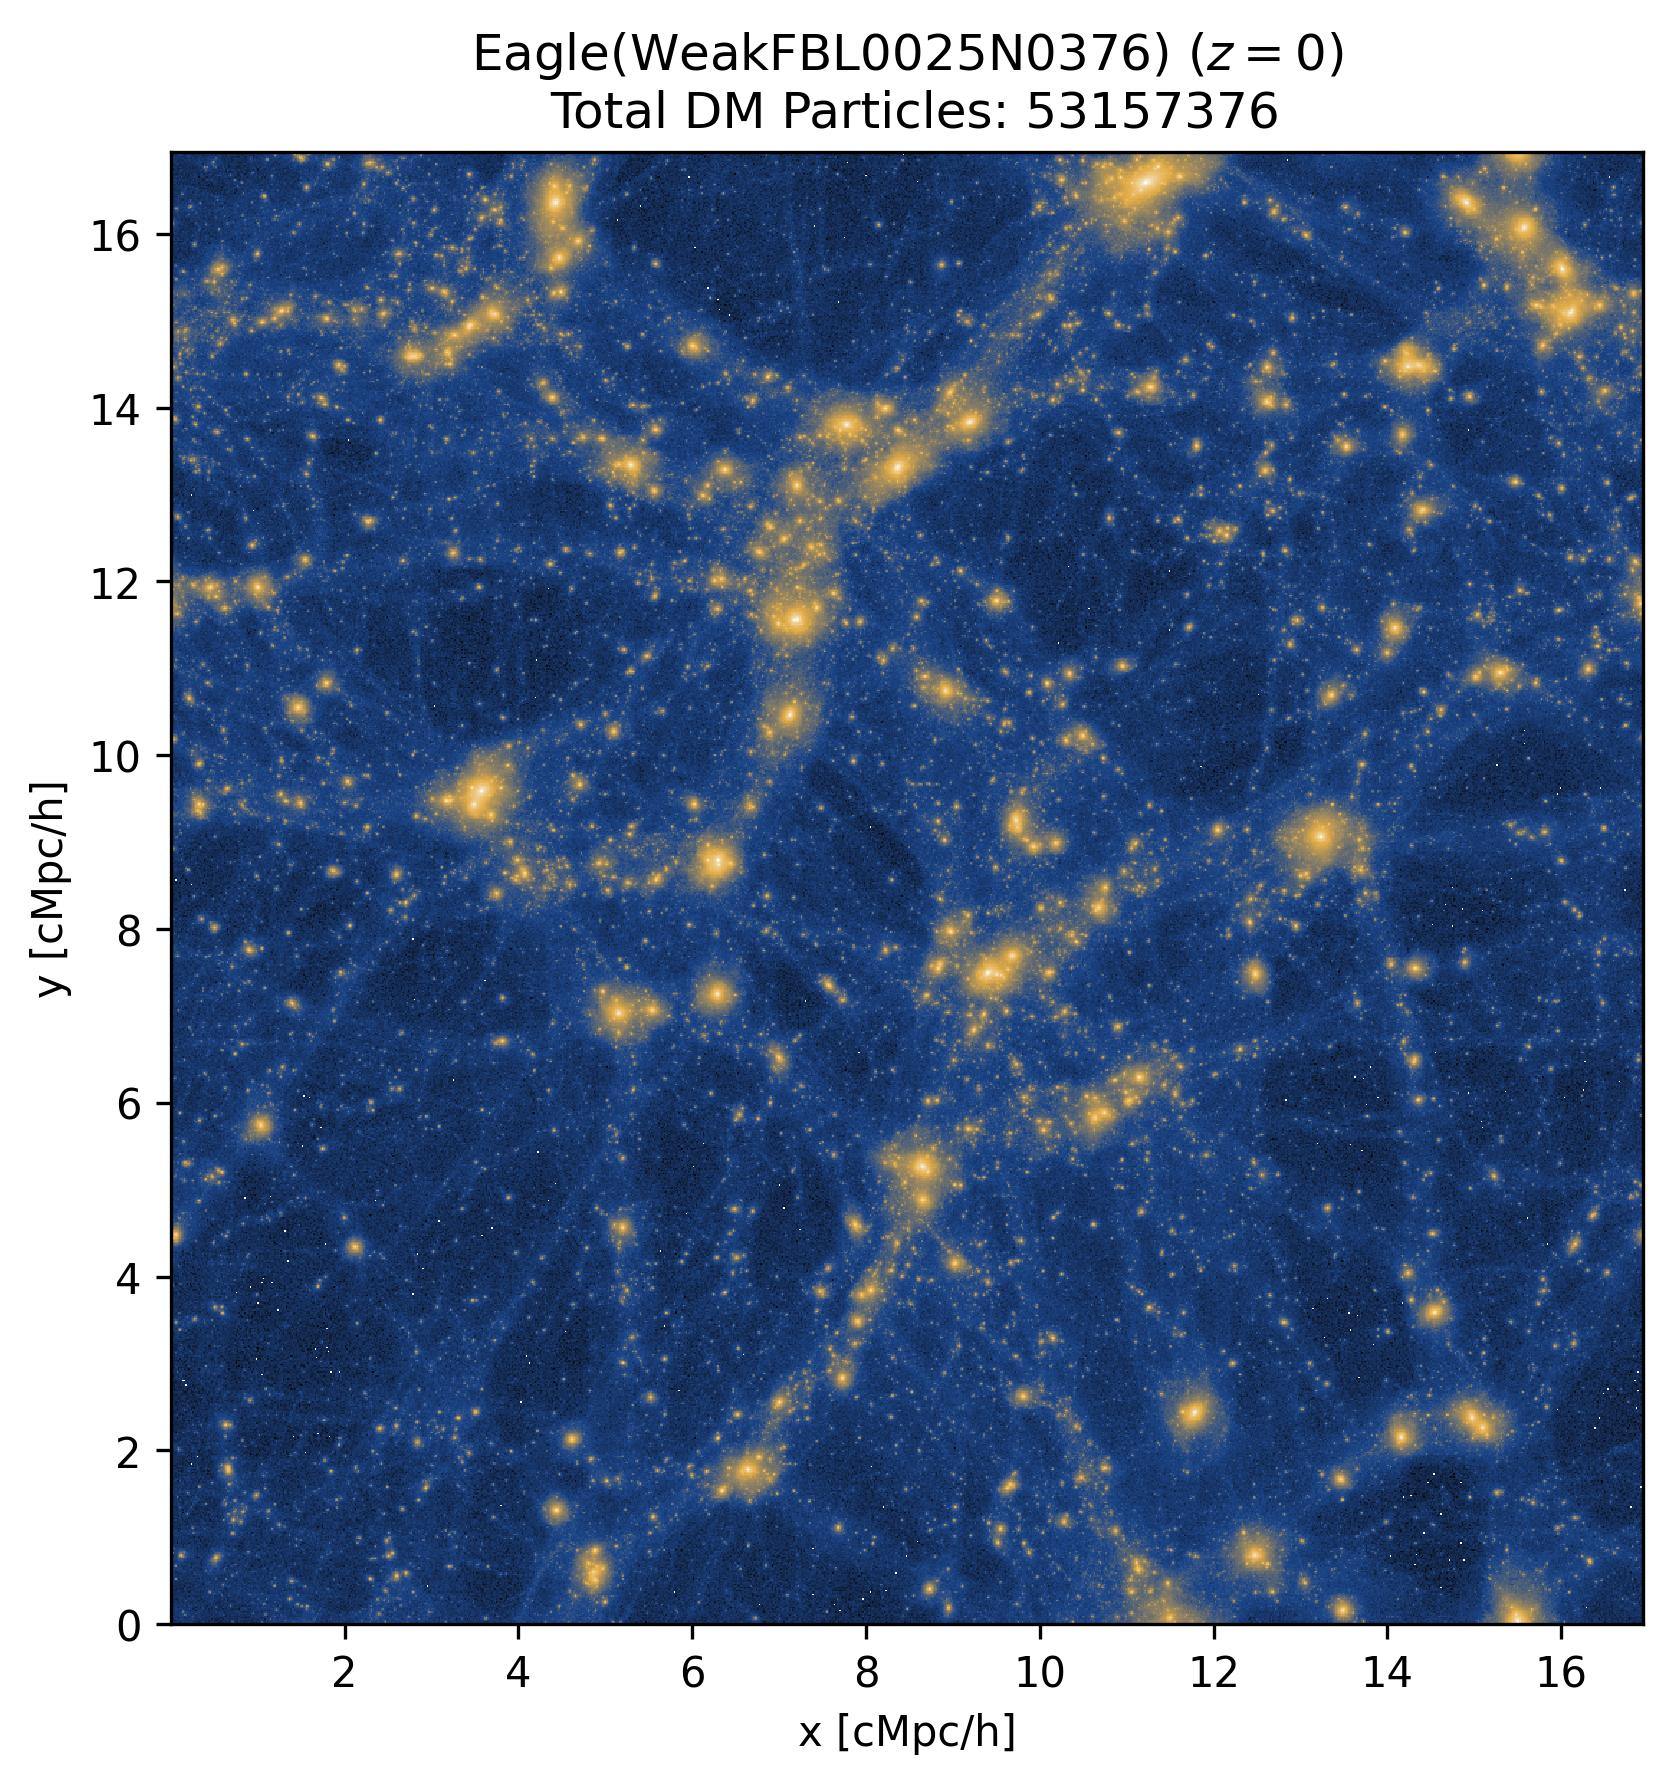 Eagle(WeakFBL0025N0376) (z = 0)
Total DM Particles: 53157376
y [cMpc/h]
16
14
12
10
8
6
4
2
0
2 4 6 8 10 12 14 16
x [cMpc/h]